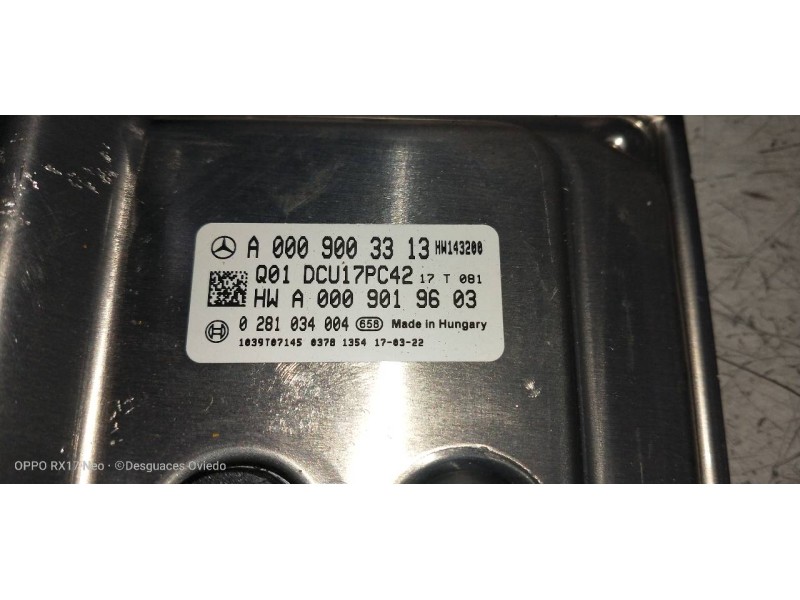 A 000 900 33 13 HW143200
Q01 DCU17PC42 17 T 081
HW A 000 901 96 03
0 281 034 004 658 Made in Hungary
1039T07145 0378 1354 17-03-22
OPPO RX17 Neo · ©Desguaces Oviedo